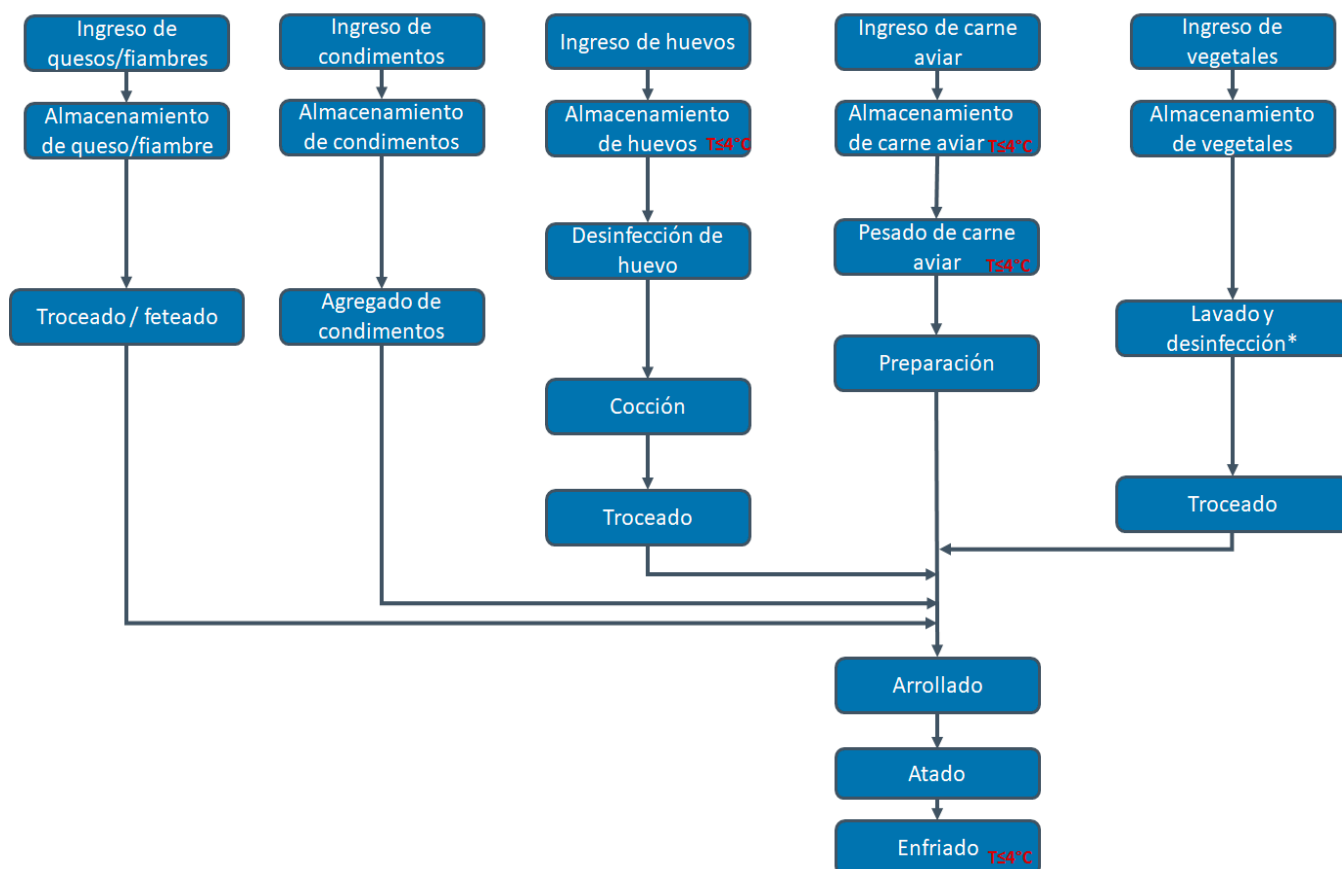 Ingreso de
quesos/fiambres
Ingreso de
condimentos
Ingreso de huevos
Ingreso de carne
aviar
Ingreso de
vegetales
Almacenamiento
de queso/fiambre
Almacenamiento
de condimentos
Almacenamiento
de huevos T≤4°C
Almacenamiento
de carne aviar T≤4°C
Almacenamiento
de vegetales
Desinfección de
huevo
Pesado de carne
aviar T≤4°C
Troceado / feteado
Agregado de
condimentos
Lavado y
desinfección*
Preparación
Cocción
Troceado
Troceado
Arrollado
Atado
Enfriado T≤4°C